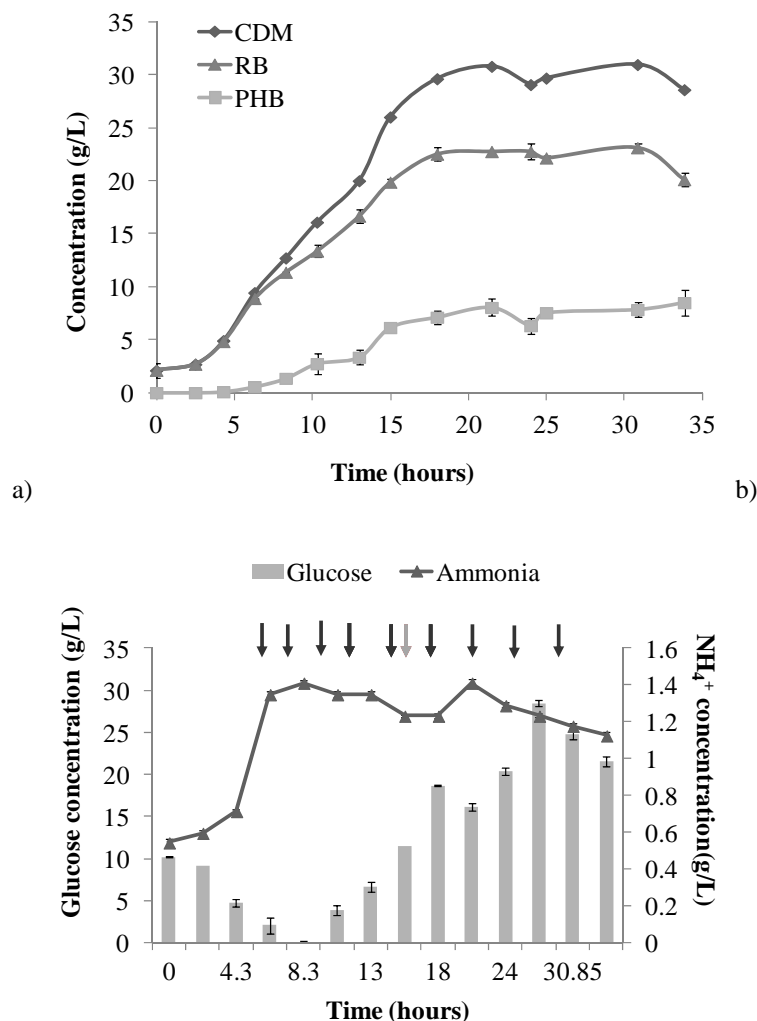 35
30
25
20
15
10
5
0
Concentration (g/L)
CDM
RB
PHB
0 5 10 15 20 25 30 35
Time (hours)
a) b)
Glucose Ammonia
Glucose concentration (g/L)
35
30
25
20
15
10
5
0
1.6
1.4
1.2
1
0.8
0.6
0.4
0.2
0
NH₄⁺ concentration(g/L)
0 4.3 8.3 13 18 24 30.85
Time (hours)